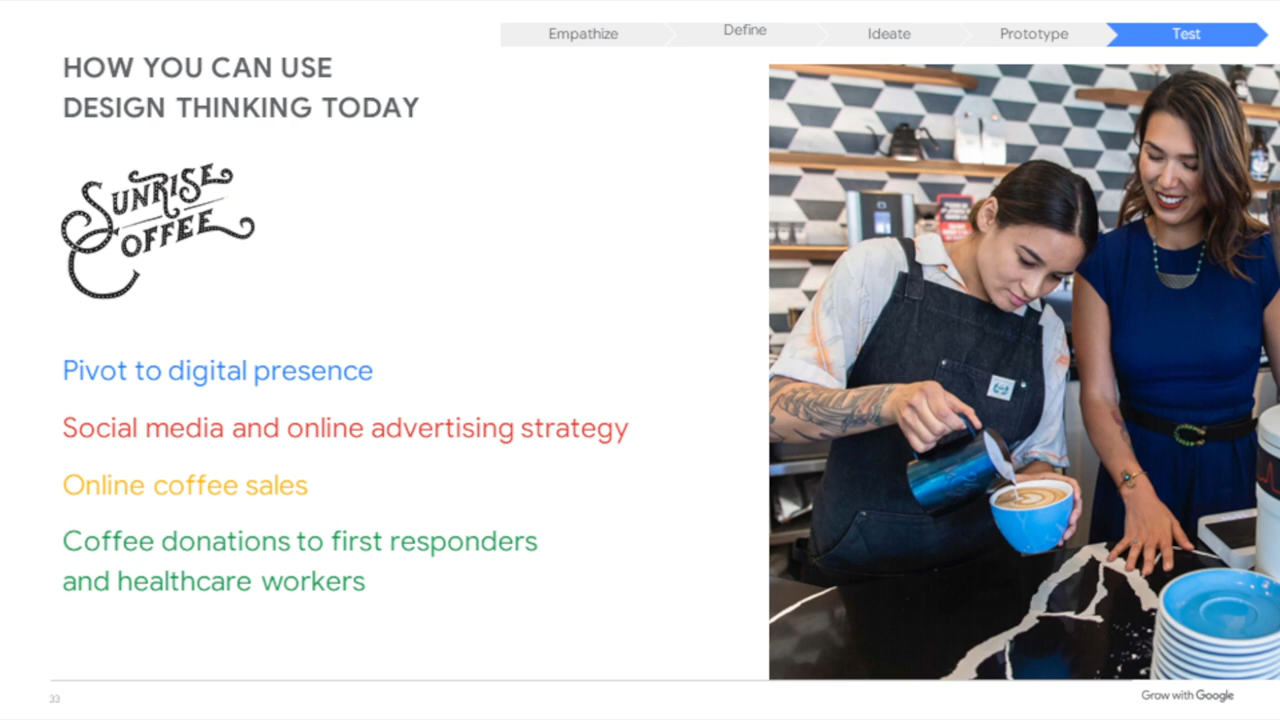 Empathize
Define
Ideate
Prototype
Test
HOW YOU CAN USE
DESIGN THINKING TODAY
SUNRISE
COFFEE
Pivot to digital presence
Social media and online advertising strategy
Online coffee sales
Coffee donations to first responders
and healthcare workers
33
Grow with Google